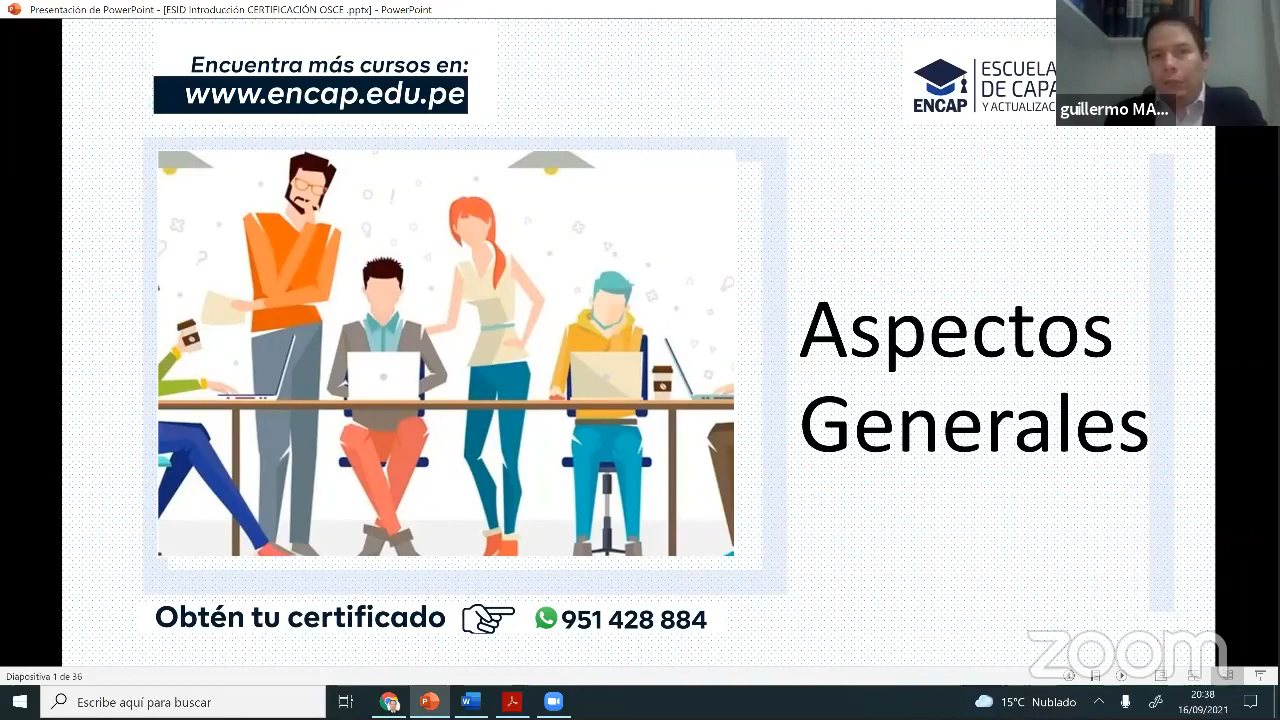 Presentación de PowerPoint - [ESID Introducción CERTIFICACIÓN OSCE .pptx] - PowerPoint
Encuentra más cursos en:
www.encap.edu.pe
ENCAP
ESCUELA
DE CAPA
Y ACTUALIZAC
guillermo MA...
Aspectos
Generales
Obtén tu certificado
951 428 884
zoom
Diapositiva 1 de 36
Escribe aquí para buscar
15°C Nublado
20:38
16/09/2021